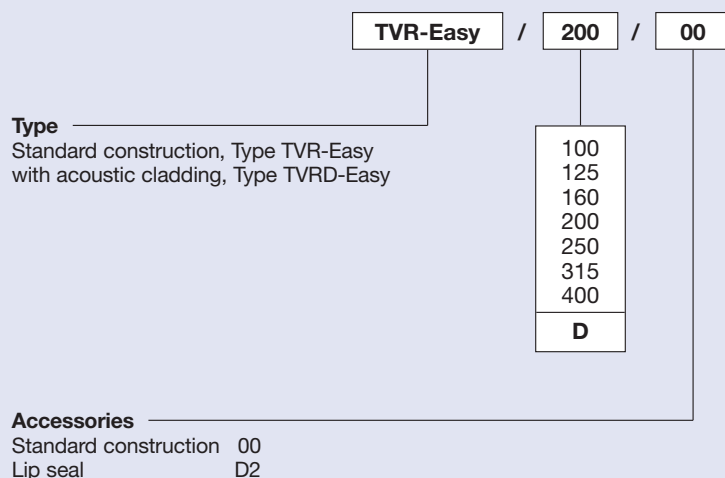 TVR-Easy / 200 / 00
Type
Standard construction, Type TVR-Easy
with acoustic cladding, Type TVRD-Easy
100
125
160
200
250
315
400
D
Accessories
Standard construction 00
Lip seal D2